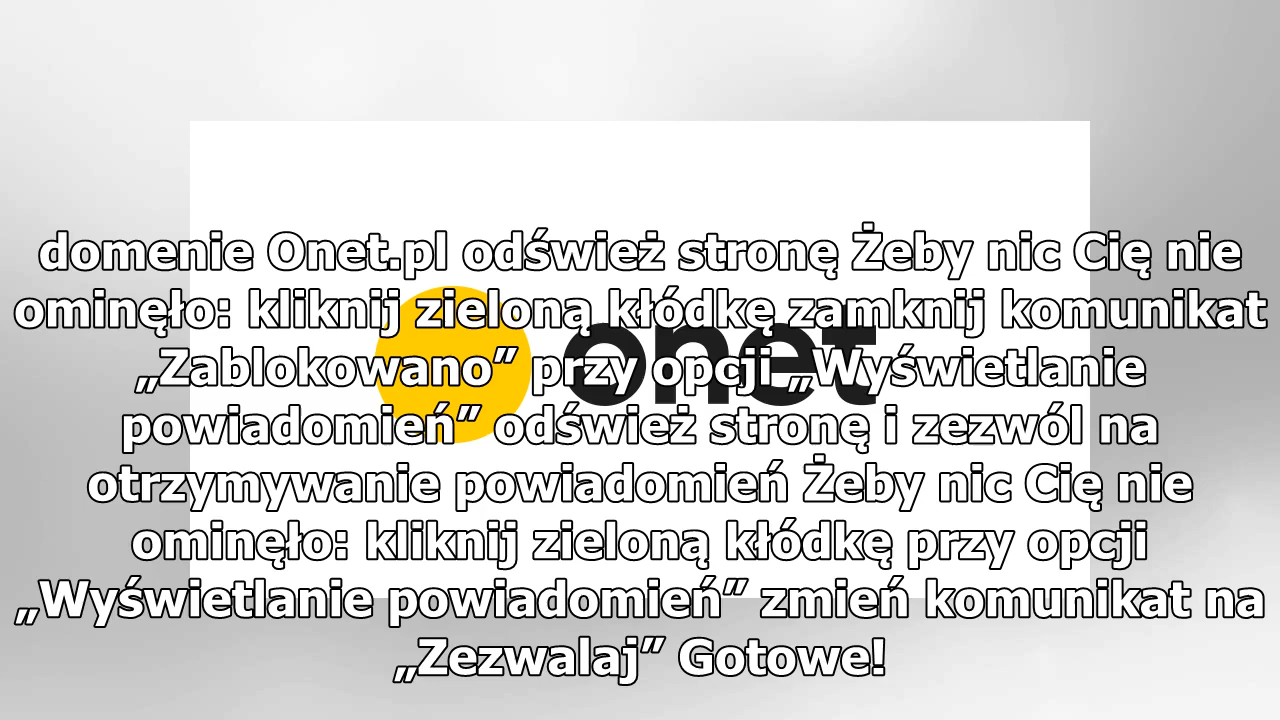 domenie Onet.pl odśwież stronę Żeby nic Cię nie
ominęło: kliknij zieloną kłódkę zamknij komunikat
„Zablokowano” przy opcji „Wyświetlanie
powiadomień” odśwież stronę i zezwól na
otrzymywanie powiadomień Żeby nic Cię nie
ominęło: kliknij zieloną kłódkę przy opcji
„Wyświetlanie powiadomień” zmień komunikat na
„Zezwalaj” Gotowe!
onet